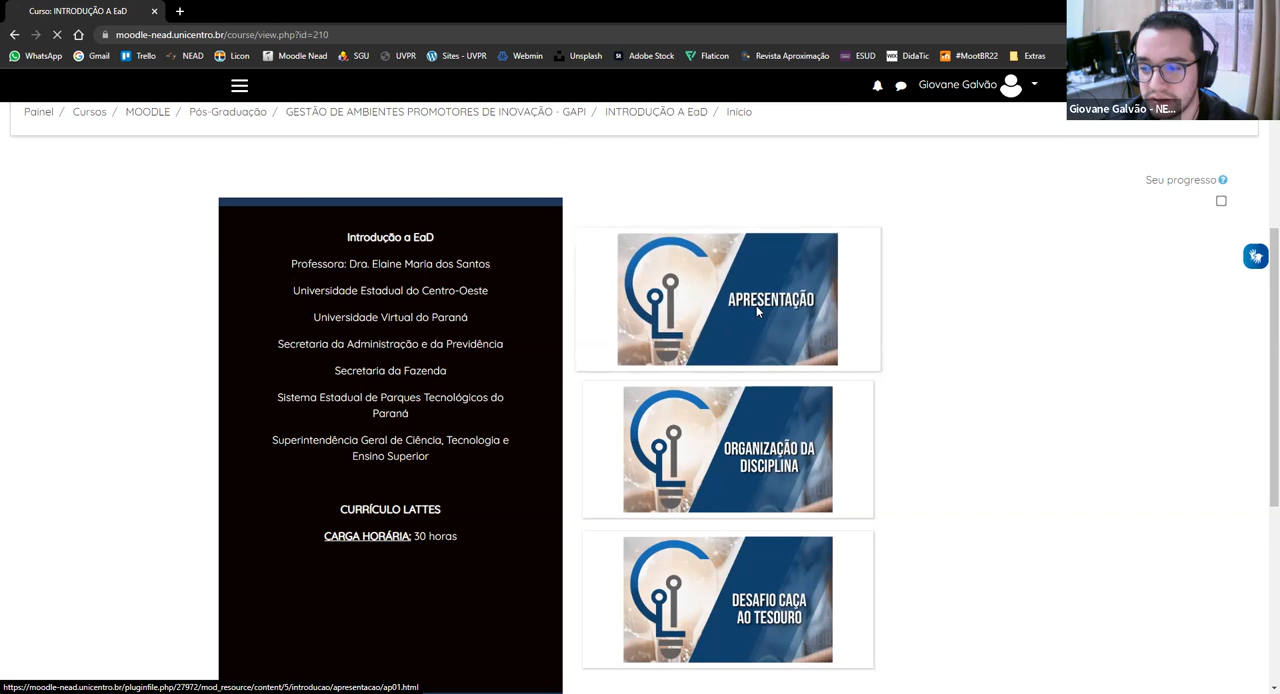 Curso: INTRODUÇÃO A EaD
moodle-nead.unicentro.br/course/view.php?id=210
WhatsApp Gmail Trello NEAD Licon Moodle Nead SGU UVPR Sites - UVPR Webmin Unsplash Adobe Stock Flaticon Revista Aproximação ESUD DidaTic #MootBR22 Extras
Giovane Galvão
Giovane Galvão - NE...
Painel / Cursos / MOODLE / Pós-Graduação / GESTÃO DE AMBIENTES PROMOTORES DE INOVAÇÃO - GAPI / INTRODUÇÃO A EaD / Início
Seu progresso
Introdução a EaD
Professora: Dra. Elaine Maria dos Santos
Universidade Estadual do Centro-Oeste
Universidade Virtual do Paraná
Secretaria da Administração e da Previdência
Secretaria da Fazenda
Sistema Estadual de Parques Tecnológicos do
Paraná
Superintendência Geral de Ciência, Tecnologia e
Ensino Superior
CURRÍCULO LATTES
CARGA HORÁRIA: 30 horas
APRESENTAÇÃO
ORGANIZAÇÃO DA
DISCIPLINA
DESAFIO CAÇA
AO TESOURO
https://moodle-nead.unicentro.br/pluginfile.php/27972/mod_resource/content/5/introducao/apresentacao/ap01.html